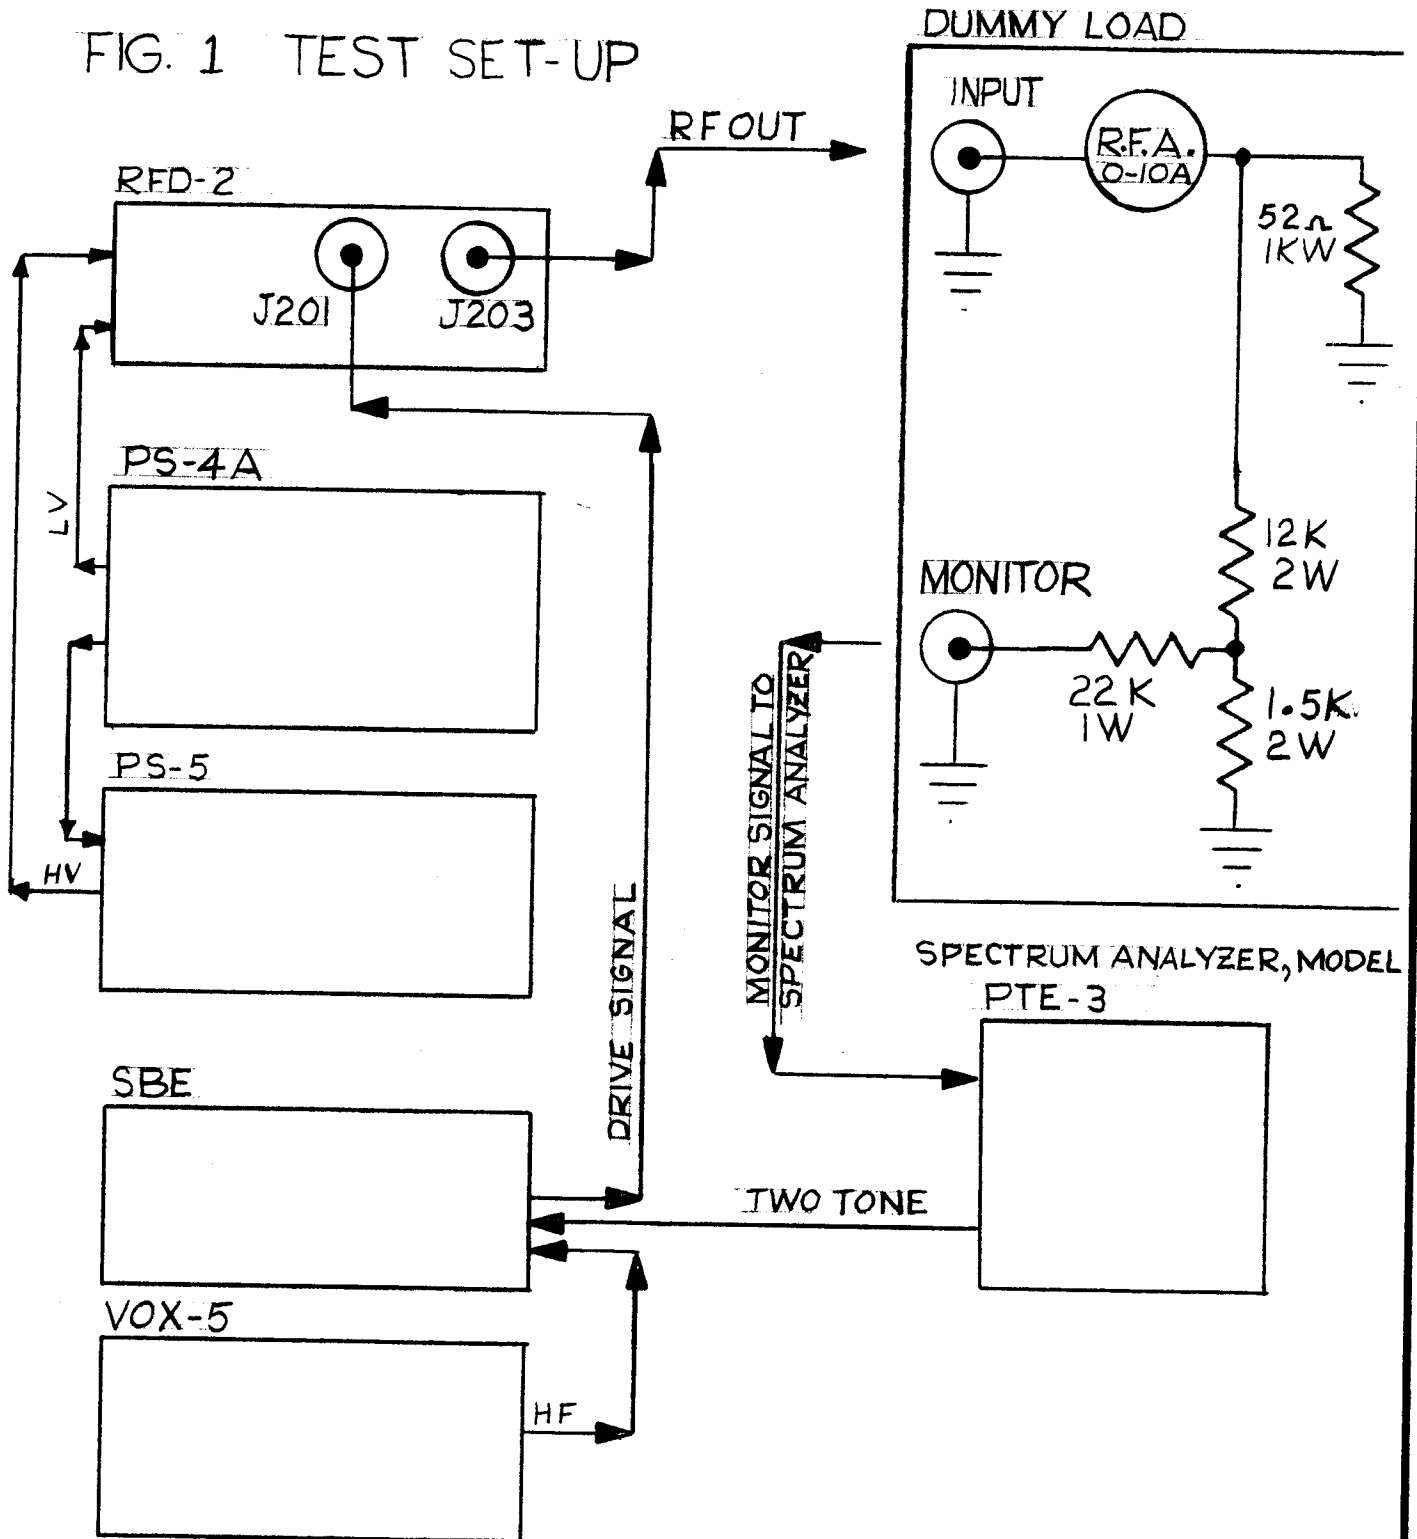 FIG. 1 TEST SET-UP
DUMMY LOAD
INPUT
R.F.A.
0-10A
52Ω
1KW
RF OUT
RFD-2
J201
J203
PS-4A
LV
12K
2W
MONITOR
22K
1W
1.5K
2W
MONITOR SIGNAL TO
SPECTRUM ANALYZER
PS-5
HV
DRIVE SIGNAL
SPECTRUM ANALYZER, MODEL
PTE-3
SBE
TWO TONE
VOX-5
HF